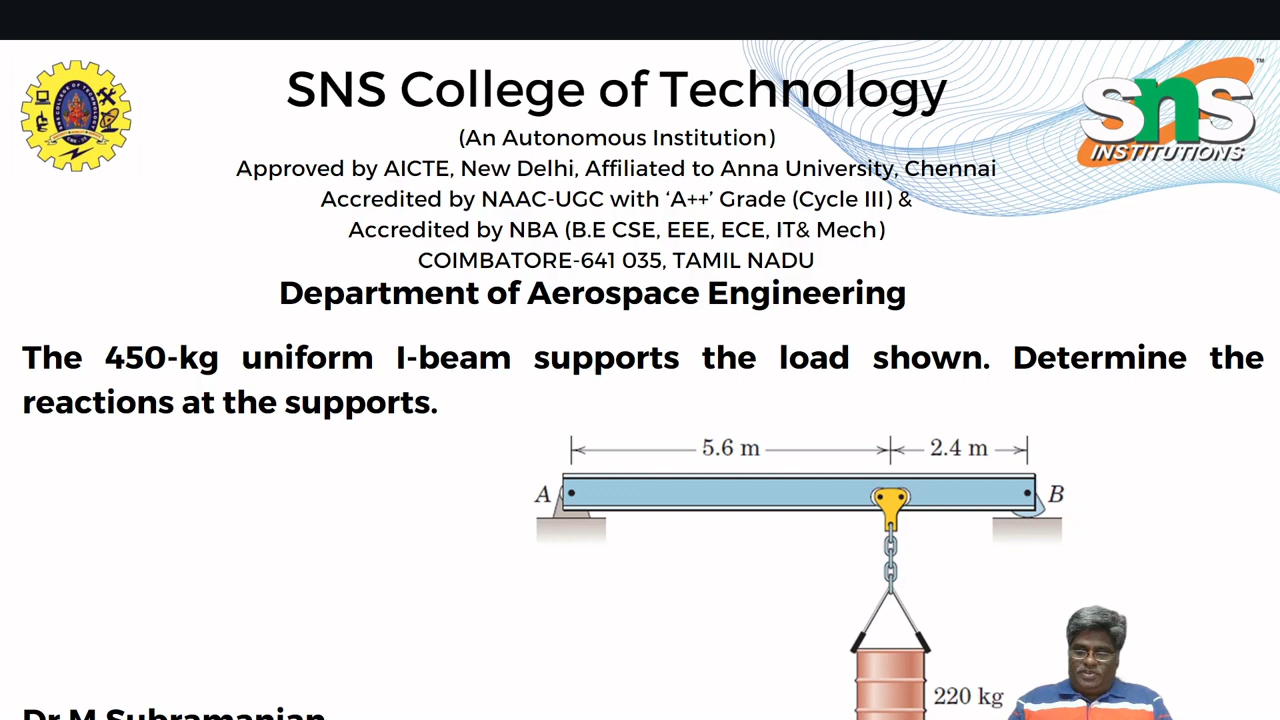 SNS College of Technology
(An Autonomous Institution)
Approved by AICTE, New Delhi, Affiliated to Anna University, Chennai
Accredited by NAAC-UGC with ‘A++’ Grade (Cycle III) &
Accredited by NBA (B.E CSE, EEE, ECE, IT& Mech)
COIMBATORE-641 035, TAMIL NADU
Department of Aerospace Engineering
SNS
INSTITUTIONS
TM
The 450-kg uniform I-beam supports the load shown. Determine the
reactions at the supports.
5.6 m 2.4 m
A B
220 kg
Dr M Subramanian